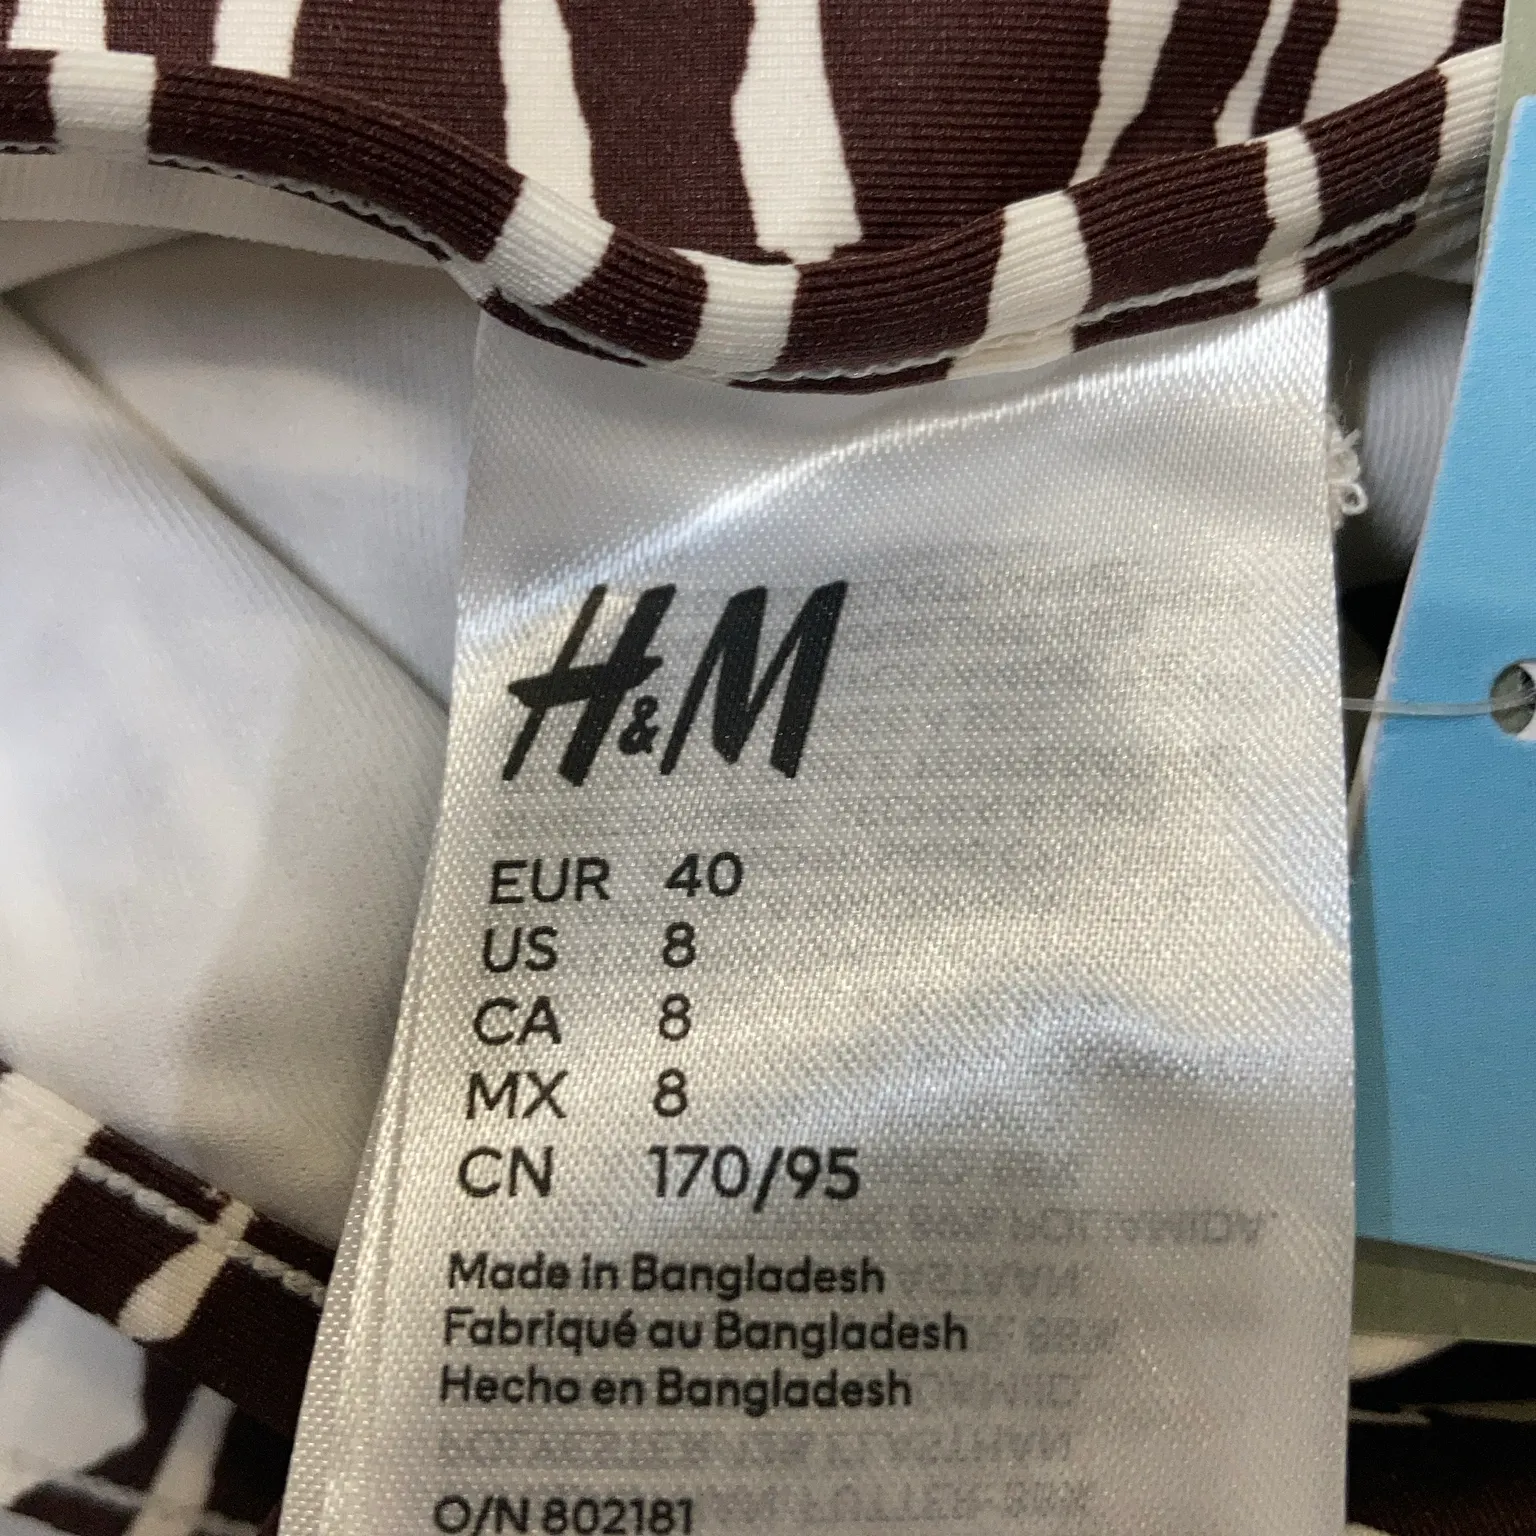 H&M
EUR 40
US 8
CA 8
MX 8
CN 170/95
Made in Bangladesh
Fabriqué au Bangladesh
Hecho en Bangladesh
O/N 802181